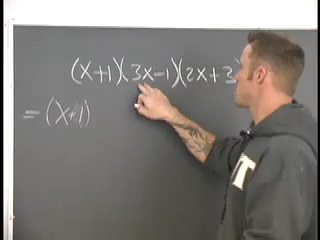 (x+1)(3x-1)(2x+3)
= (x+1)